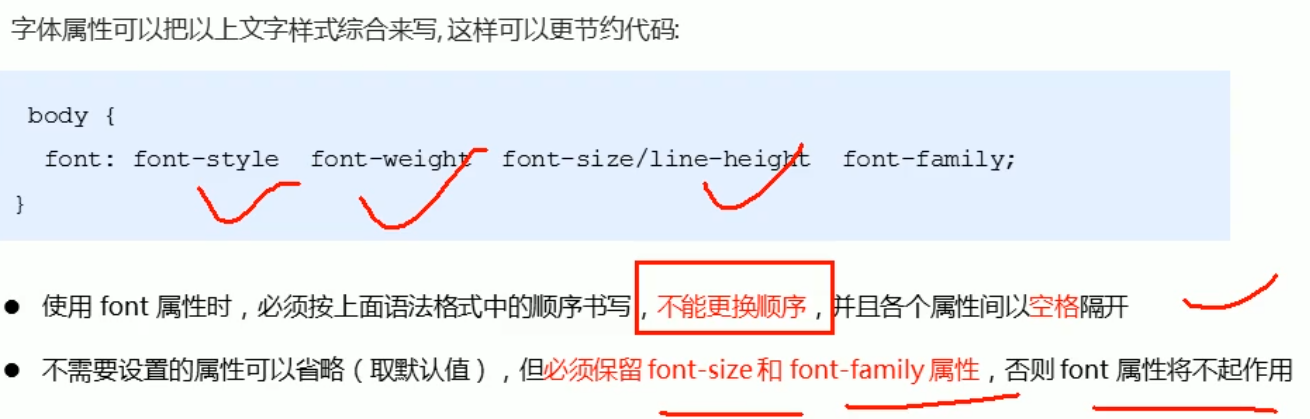 字体属性可以把以上文字样式综合来写, 这样可以更节约代码:
body {
font: font-style font-weight font-size/line-height font-family;
}
● 使用 font 属性时，必须按上面语法格式中的顺序书写，不能更换顺序，并且各个属性间以空格隔开
● 不需要设置的属性可以省略（取默认值），但必须保留 font-size 和 font-family 属性，否则 font 属性将不起作用